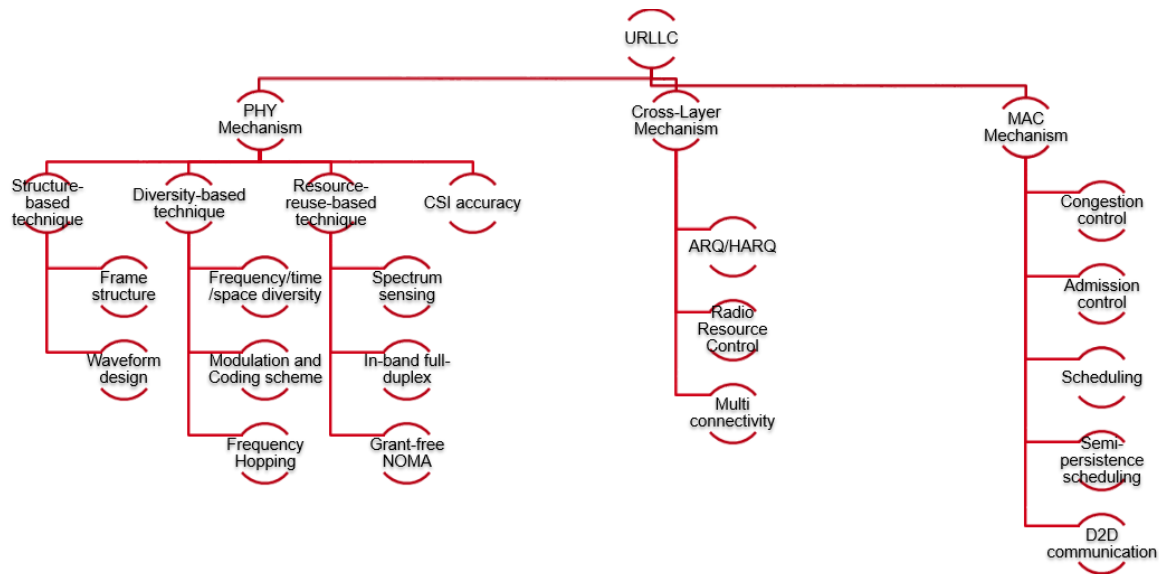 URLLC
PHY
Mechanism
Cross-Layer
Mechanism
MAC
Mechanism
Structure-
based
technique
Diversity-based
technique
Resource-
reuse-based
technique
CSI accuracy
Frame
structure
Waveform
design
Frequency/time
/space diversity
Modulation and
Coding scheme
Frequency
Hopping
Spectrum
sensing
In-band full-
duplex
Grant-free
NOMA
ARQ/HARQ
Radio
Resource
Control
Multi
connectivity
Congestion
control
Admission
control
Scheduling
Semi-
persistence
scheduling
D2D
communication